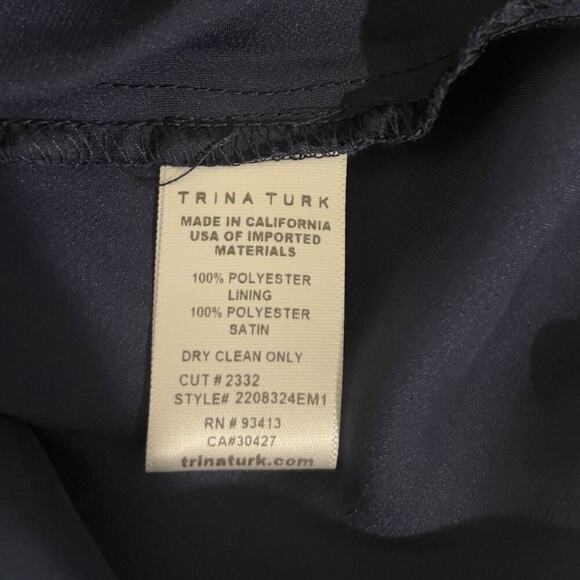 TRINA TURK
MADE IN CALIFORNIA
USA OF IMPORTED
MATERIALS
100% POLYESTER
LINING
100% POLYESTER
SATIN
DRY CLEAN ONLY
CUT # 2332
STYLE# 2208324EM1
RN # 93413
CA#30427
trinaturk.com